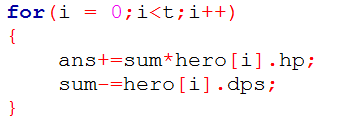 for(i = 0;i<t;i++)
{
    ans+=sum*hero[i].hp;
    sum-=hero[i].dps;
}